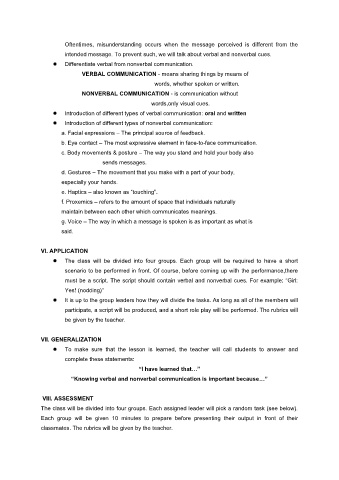 Oftentimes, misunderstanding occurs when the message perceived is different from the
intended message. To prevent such, we will talk about verbal and nonverbal cues.
● Differentiate verbal from nonverbal communication.
VERBAL COMMUNICATION - means sharing things by means of
words, whether spoken or written.
NONVERBAL COMMUNICATION - is communication without
words,only visual cues.
● Introduction of different types of verbal communication: oral and written
● Introduction of different types of nonverbal communication:
a. Facial expressions – The principal source of feedback.
b. Eye contact – The most expressive element in face-to-face communication.
c. Body movements & posture – The way you stand and hold your body also
sends messages.
d. Gestures – The movement that you make with a part of your body,
especially your hands.
e. Haptics – also known as "touching".
f. Proxemics – refers to the amount of space that individuals naturally
maintain between each other which communicates meanings.
g. Voice – The way in which a message is spoken is as important as what is
said.
VI. APPLICATION
● The class will be divided into four groups. Each group will be required to have a short
scenario to be performed in front. Of course, before coming up with the performance,there
must be a script. The script should contain verbal and nonverbal cues. For example: "Girl:
Yes! (nodding)"
● It is up to the group leaders how they will divide the tasks. As long as all of the members will
participate, a script will be produced, and a short role play will be performed. The rubrics will
be given by the teacher.
VII. GENERALIZATION
● To make sure that the lesson is learned, the teacher will call students to answer and
complete these statements:
"I have learned that…"
"Knowing verbal and nonverbal communication is important because…"
VIII. ASSESSMENT
The class will be divided into four groups. Each assigned leader will pick a random task (see below).
Each group will be given 10 minutes to prepare before presenting their output in front of their
classmates. The rubrics will be given by the teacher.